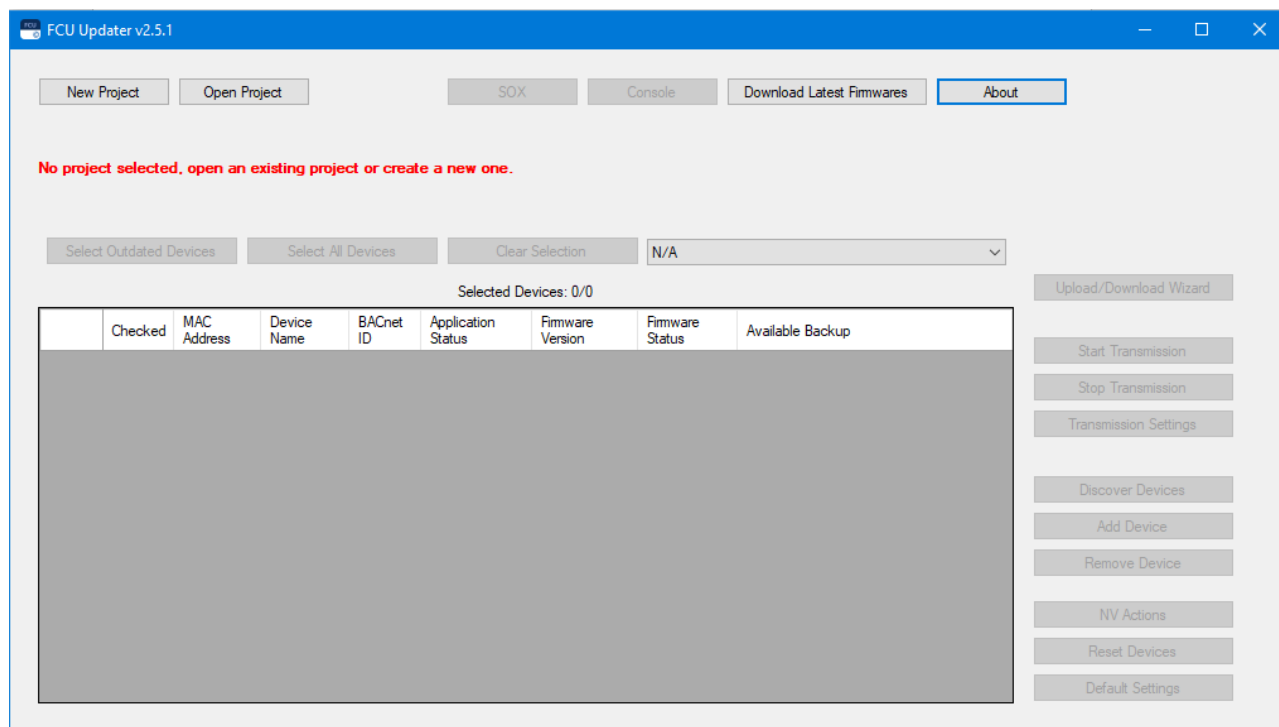 FCU
FCU Updater v2.5.1
New Project
Open Project
SOX
Console
Download Latest Firmwares
About
No project selected, open an existing project or create a new one.
Select Outdated Devices
Select All Devices
Clear Selection
N/A
Selected Devices: 0/0
Upload/Download Wizard
Checked
MAC
Address
Device
Name
BACnet
ID
Application
Status
Firmware
Version
Firmware
Status
Available Backup
Start Transmission
Stop Transmission
Transmission Settings
Discover Devices
Add Device
Remove Device
NV Actions
Reset Devices
Default Settings